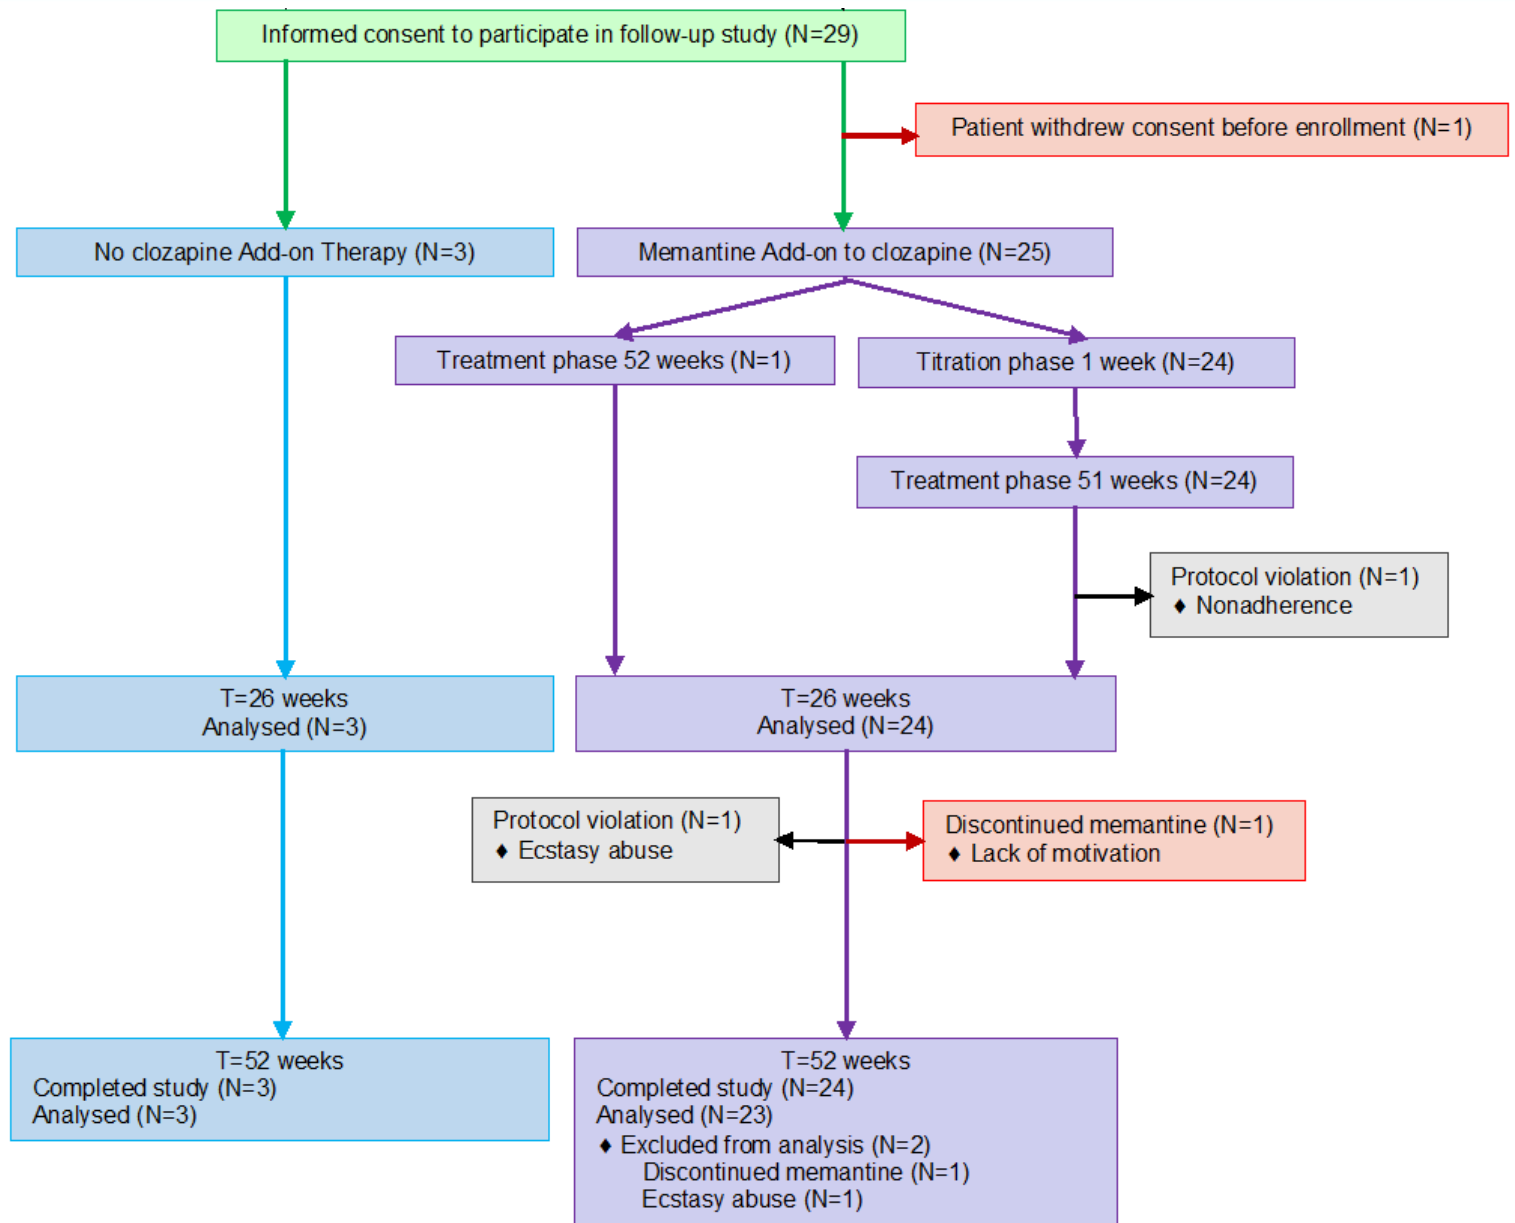 Informed consent to participate in follow-up study (N=29)
Patient withdrew consent before enrollment (N=1)
No clozapine Add-on Therapy (N=3)
Memantine Add-on to clozapine (N=25)
Treatment phase 52 weeks (N=1)
Titration phase 1 week (N=24)
Treatment phase 51 weeks (N=24)
Protocol violation (N=1)
♦ Nonadherence
T=26 weeks
Analysed (N=3)
T=26 weeks
Analysed (N=24)
Protocol violation (N=1)
♦ Ecstasy abuse
Discontinued memantine (N=1)
♦ Lack of motivation
T=52 weeks
Completed study (N=3)
Analysed (N=3)
T=52 weeks
Completed study (N=24)
Analysed (N=23)
♦ Excluded from analysis (N=2)
Discontinued memantine (N=1)
Ecstasy abuse (N=1)